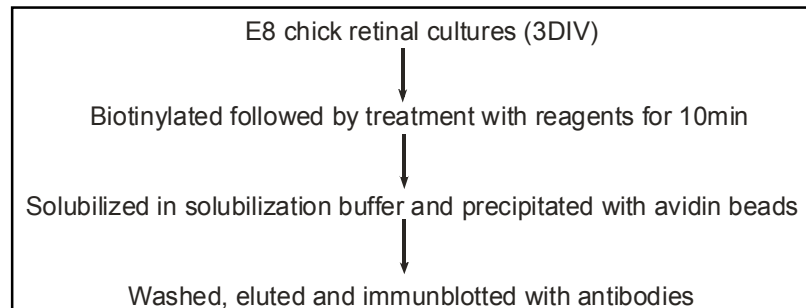 E8 chick retinal cultures (3DIV)
Biotinylated followed by treatment with reagents for 10min
Solubilized in solubilization buffer and precipitated with avidin beads
Washed, eluted and immunblotted with antibodies